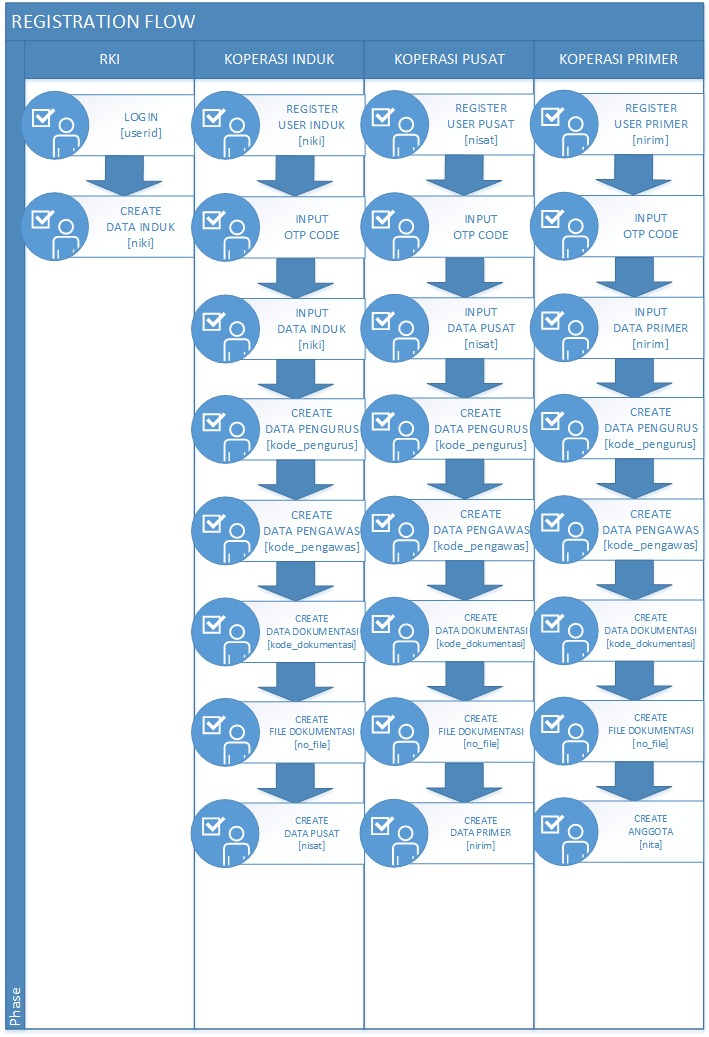 REGISTRATION FLOW
RKI
KOPERASI INDUK
KOPERASI PUSAT
KOPERASI PRIMER
LOGIN
[userid]
CREATE
DATA INDUK
[niki]
REGISTER
USER INDUK
[niki]
INPUT
OTP CODE
INPUT
DATA INDUK
[niki]
CREATE
DATA PENGURUS
[kode_pengurus]
CREATE
DATA PENGAWAS
[kode_pengawas]
CREATE
DATA DOKUMENTASI
[kode_dokumentasi]
CREATE
FILE DOKUMENTASI
[no_file]
CREATE
DATA PUSAT
[nisat]
REGISTER
USER PUSAT
[nisat]
INPUT
OTP CODE
INPUT
DATA PUSAT
[nisat]
CREATE
DATA PENGURUS
[kode_pengurus]
CREATE
DATA PENGAWAS
[kode_pengawas]
CREATE
DATA DOKUMENTASI
[kode_dokumentasi]
CREATE
FILE DOKUMENTASI
[no_file]
CREATE
DATA PRIMER
[nirim]
REGISTER
USER PRIMER
[nirim]
INPUT
OTP CODE
INPUT
DATA PRIMER
[nirim]
CREATE
DATA PENGURUS
[kode_pengurus]
CREATE
DATA PENGAWAS
[kode_pengawas]
CREATE
DATA DOKUMENTASI
[kode_dokumentasi]
CREATE
FILE DOKUMENTASI
[no_file]
CREATE
ANGGOTA
[nita]
Phase